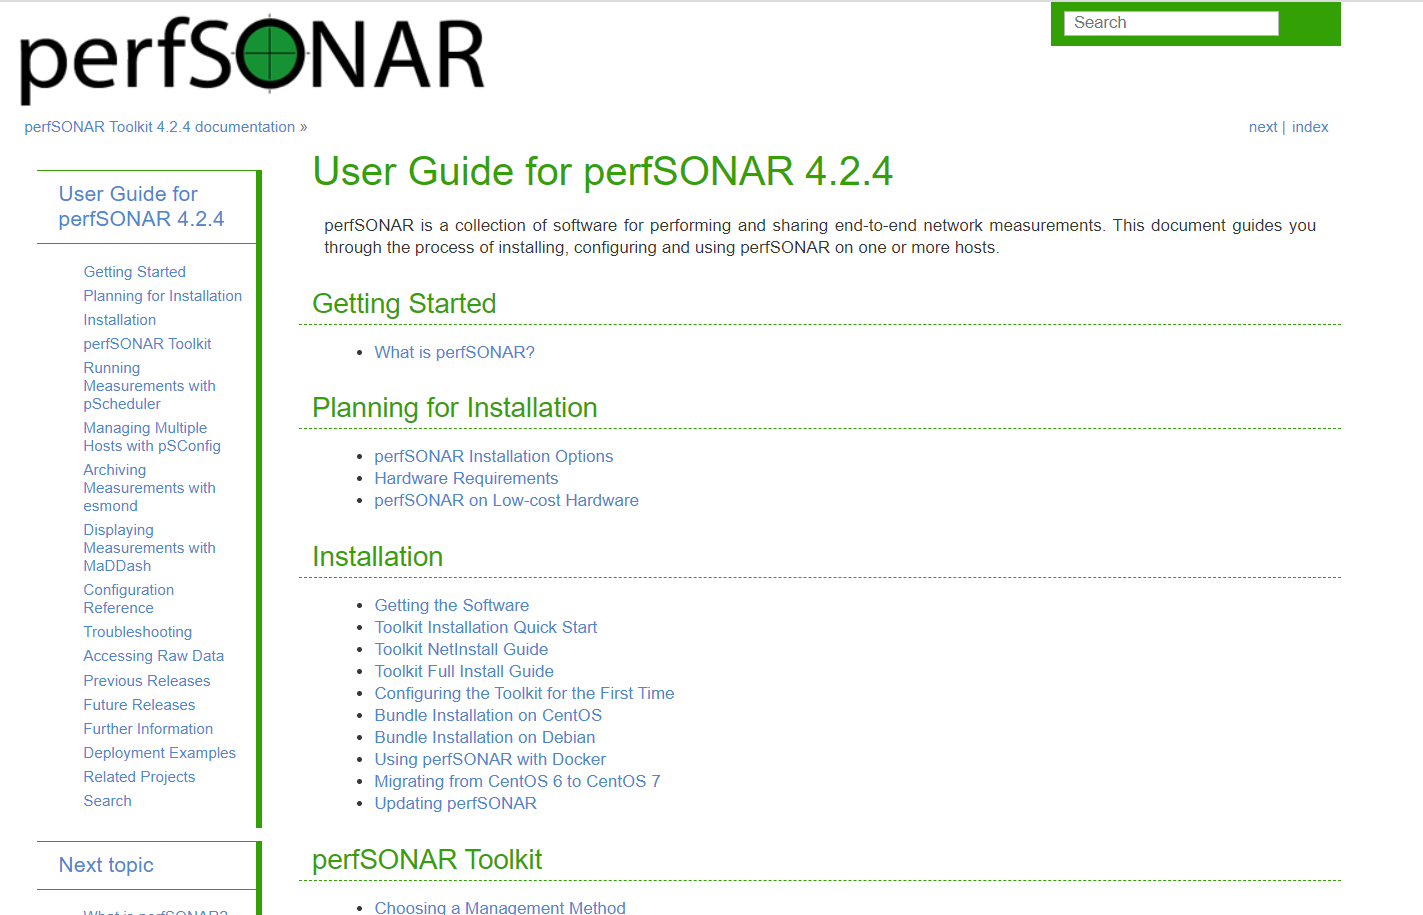 perfSONAR
Search
perfSONAR Toolkit 4.2.4 documentation »
next | index
User Guide for
perfSONAR 4.2.4
Getting Started
Planning for Installation
Installation
perfSONAR Toolkit
Running
Measurements with
pScheduler
Managing Multiple
Hosts with pSConfig
Archiving
Measurements with
esmond
Displaying
Measurements with
MaDDash
Configuration
Reference
Troubleshooting
Accessing Raw Data
Previous Releases
Future Releases
Further Information
Deployment Examples
Related Projects
Search
Next topic
What is perfSONAR?
User Guide for perfSONAR 4.2.4
perfSONAR is a collection of software for performing and sharing end-to-end network measurements. This document guides you
through the process of installing, configuring and using perfSONAR on one or more hosts.
Getting Started
• What is perfSONAR?
Planning for Installation
• perfSONAR Installation Options
• Hardware Requirements
• perfSONAR on Low-cost Hardware
Installation
• Getting the Software
• Toolkit Installation Quick Start
• Toolkit NetInstall Guide
• Toolkit Full Install Guide
• Configuring the Toolkit for the First Time
• Bundle Installation on CentOS
• Bundle Installation on Debian
• Using perfSONAR with Docker
• Migrating from CentOS 6 to CentOS 7
• Updating perfSONAR
perfSONAR Toolkit
• Choosing a Management Method